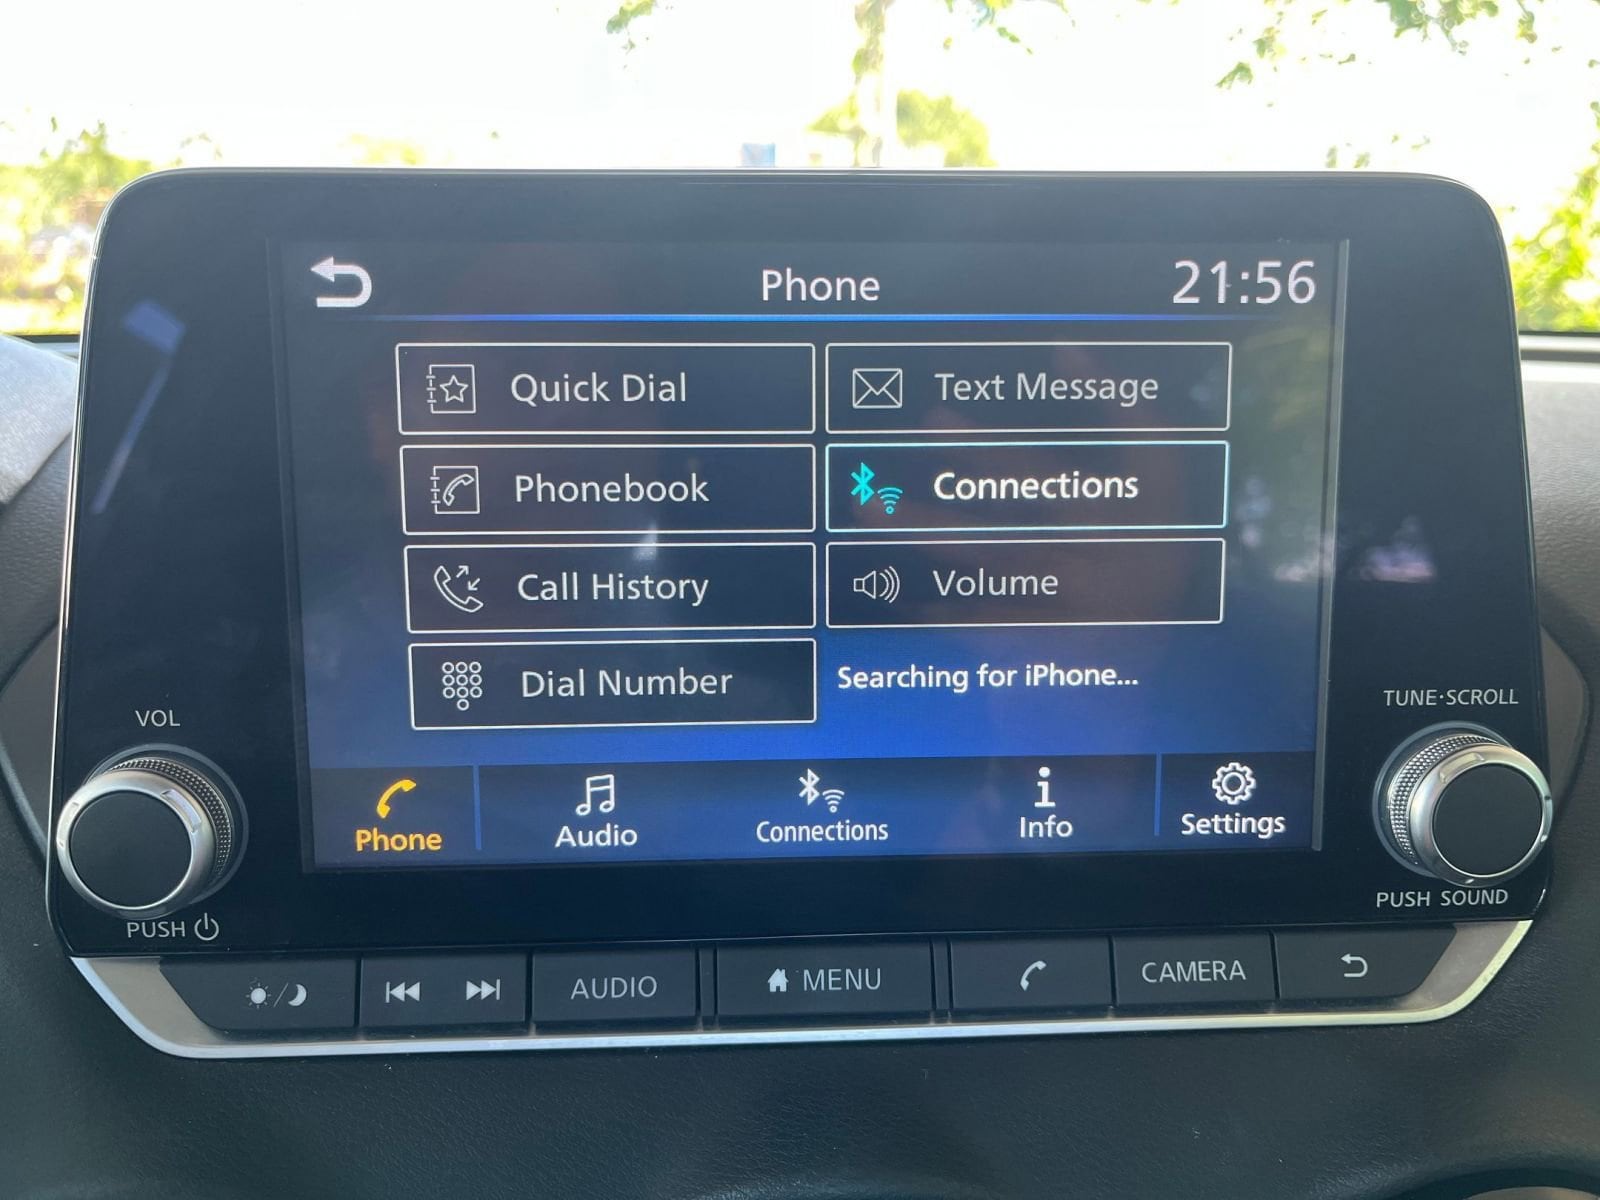 Phone
21:56
Quick Dial
Text Message
Phonebook
Connections
Call History
Volume
Dial Number
Searching for iPhone...
Phone
Audio
Connections
Info
Settings
VOL
PUSH
TUNE·SCROLL
PUSH SOUND
AUDIO
MENU
CAMERA